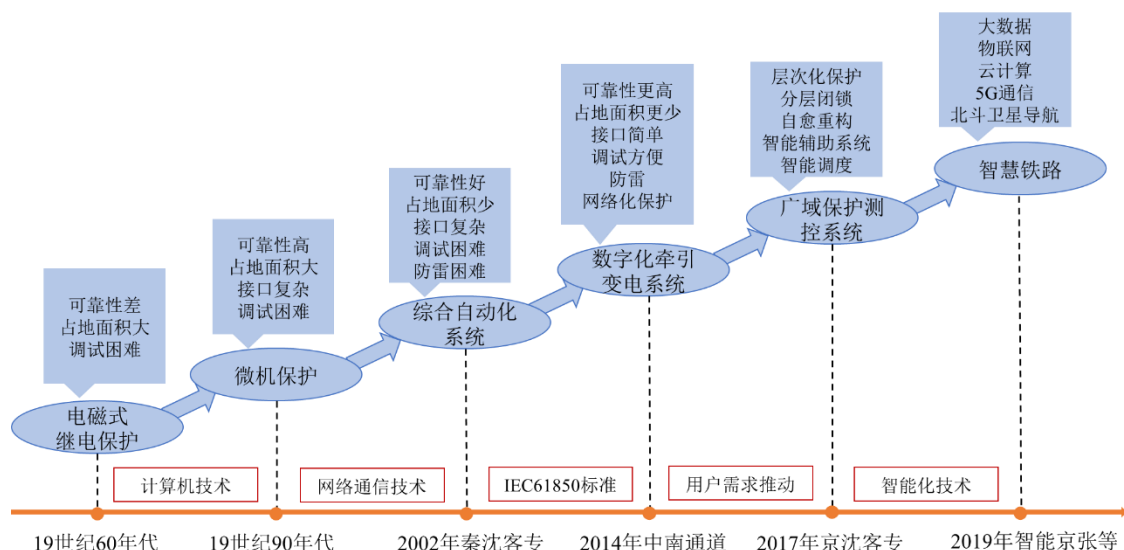 大数据
物联网
云计算
5G通信
北斗卫星导航
智慧铁路
层次化保护
分层闭锁
自愈重构
智能辅助系统
智能调度
广域保护测
控系统
可靠性更高
占地面积更少
接口简单
调试方便
防雷
网络化保护
数字化牵引
变电系统
可靠性好
占地面积少
接口复杂
调试困难
防雷困难
综合自动化
系统
可靠性高
占地面积大
接口复杂
调试困难
微机保护
可靠性差
占地面积大
调试困难
电磁式
继电保护
计算机技术
网络通信技术
IEC61850标准
用户需求推动
智能化技术
19世纪60年代
19世纪90年代
2002年秦沈客专
2014年中南通道
2017年京沈客专
2019年智能京张等